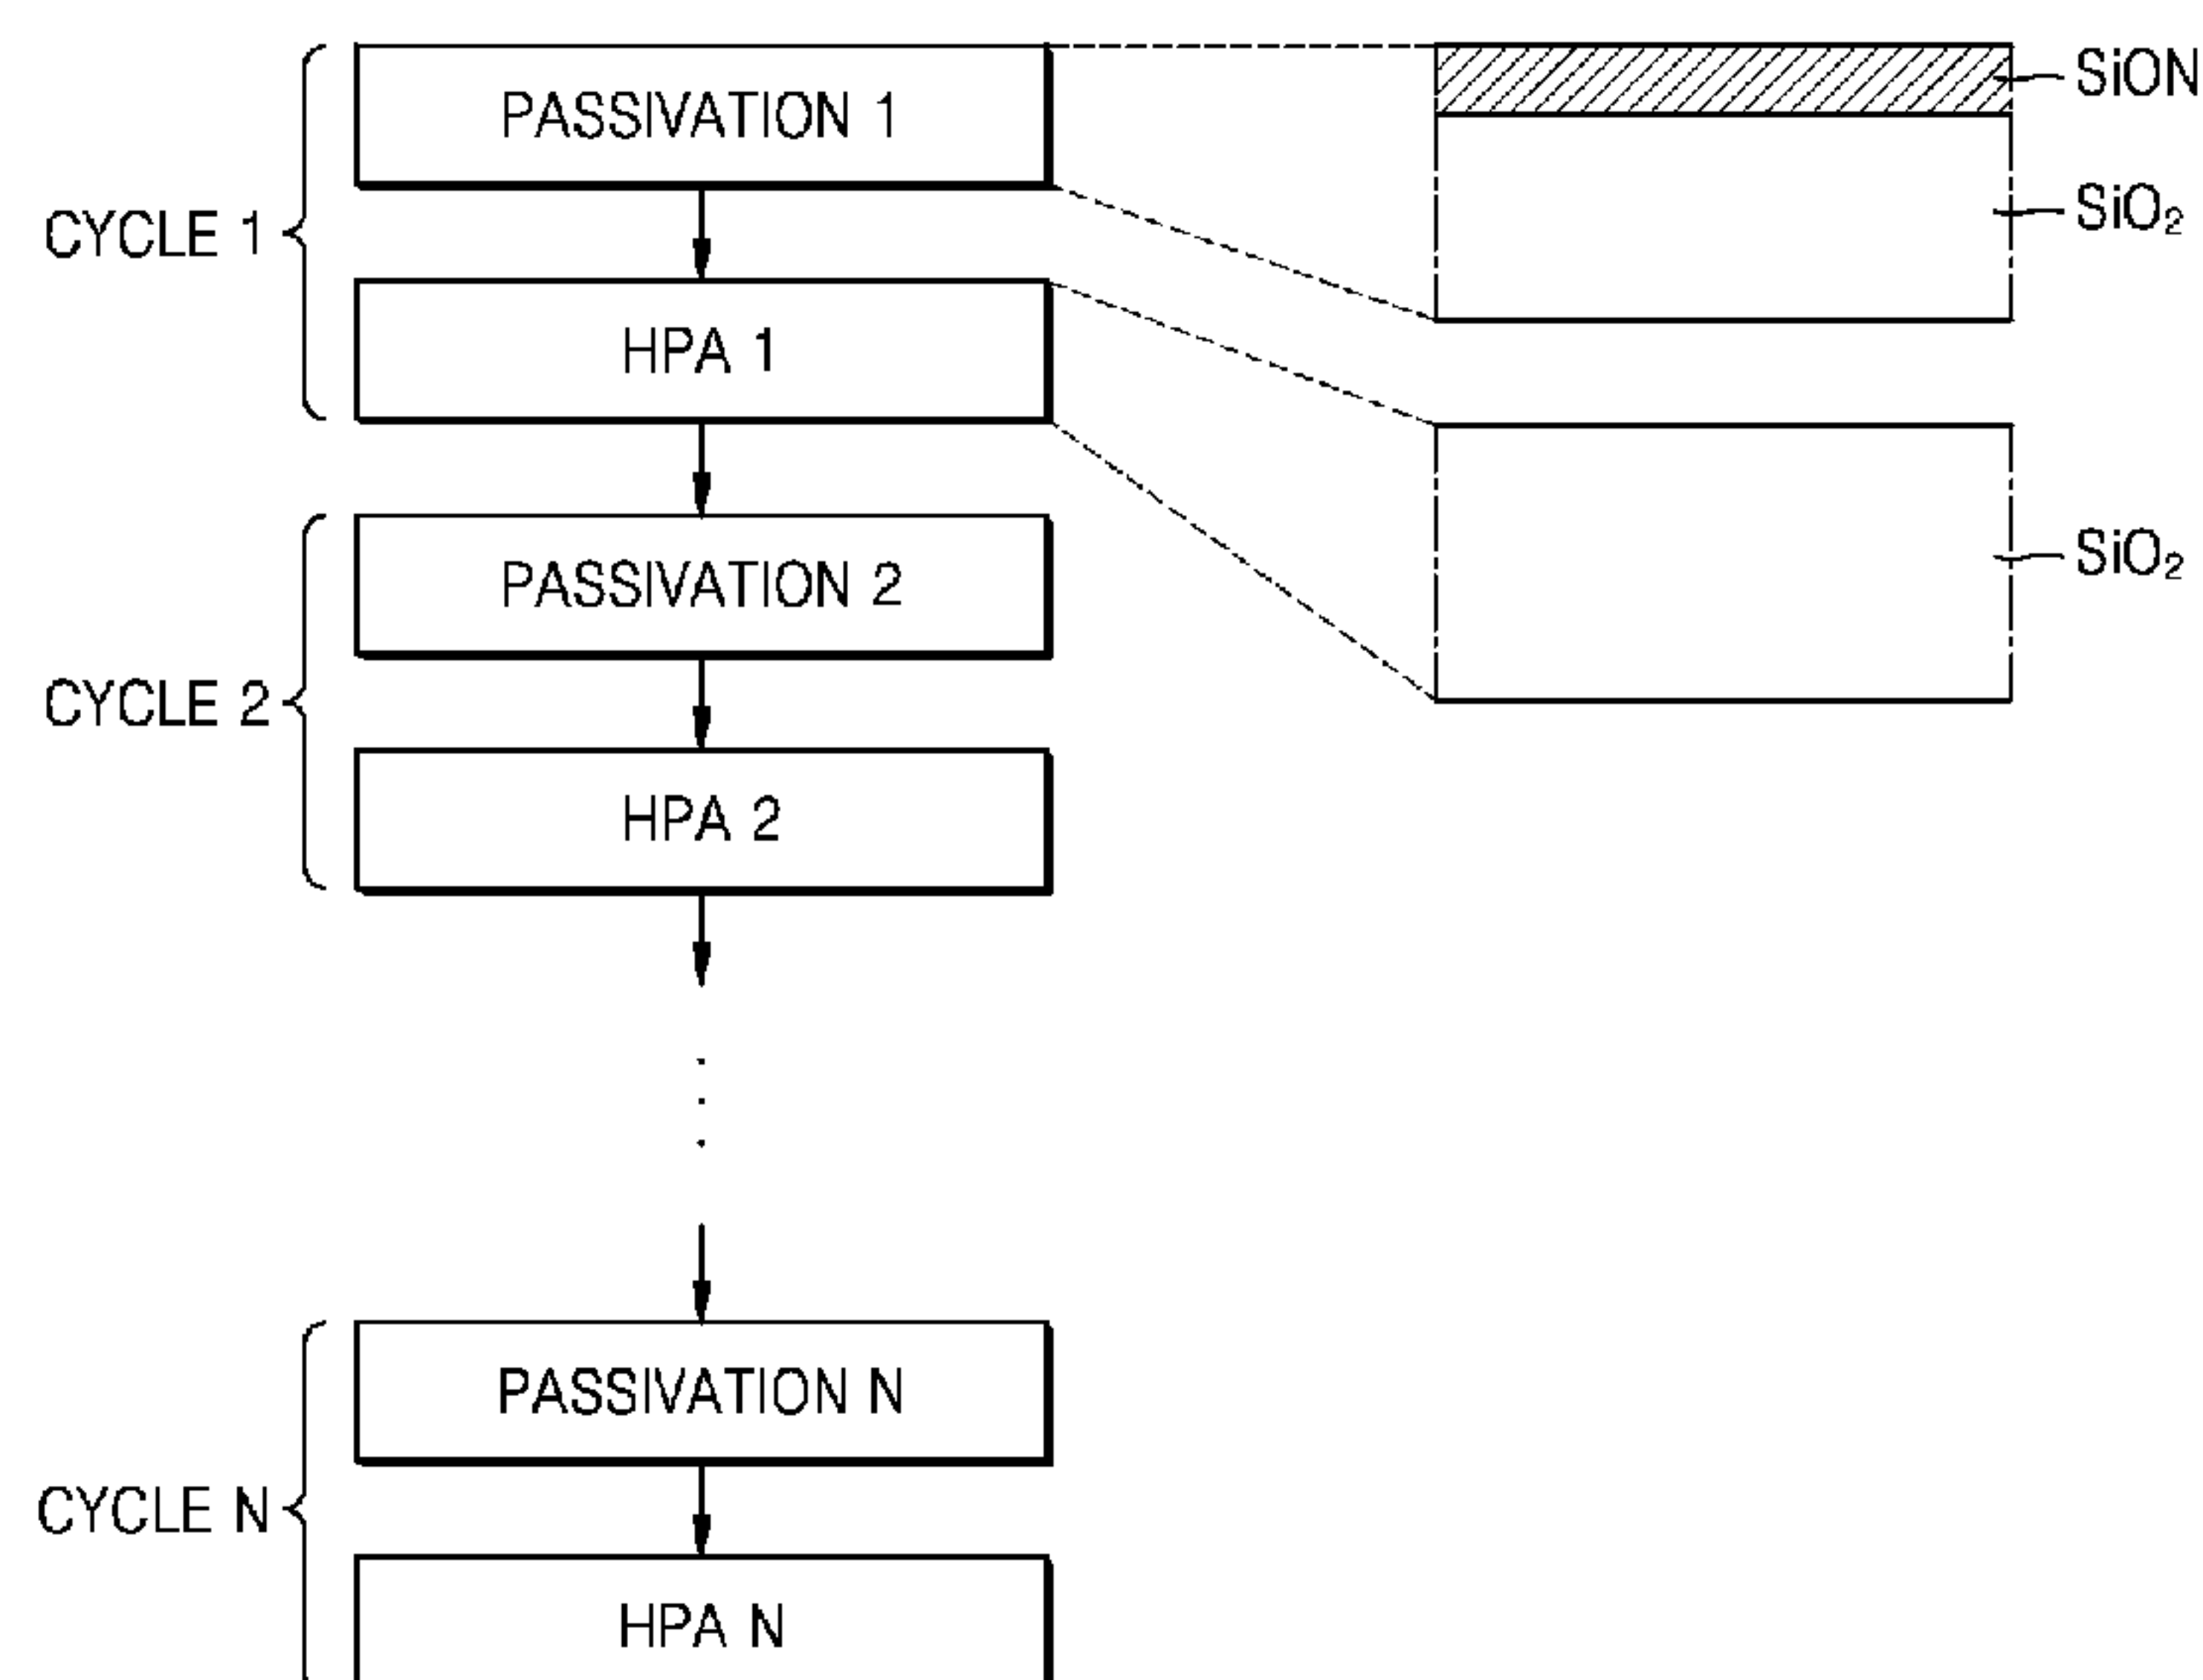 PASSIVATION 1
SiON
SiO₂
CYCLE 1
HPA 1
PASSIVATION 2
SiO₂
CYCLE 2
HPA 2
PASSIVATION N
CYCLE N
HPA N